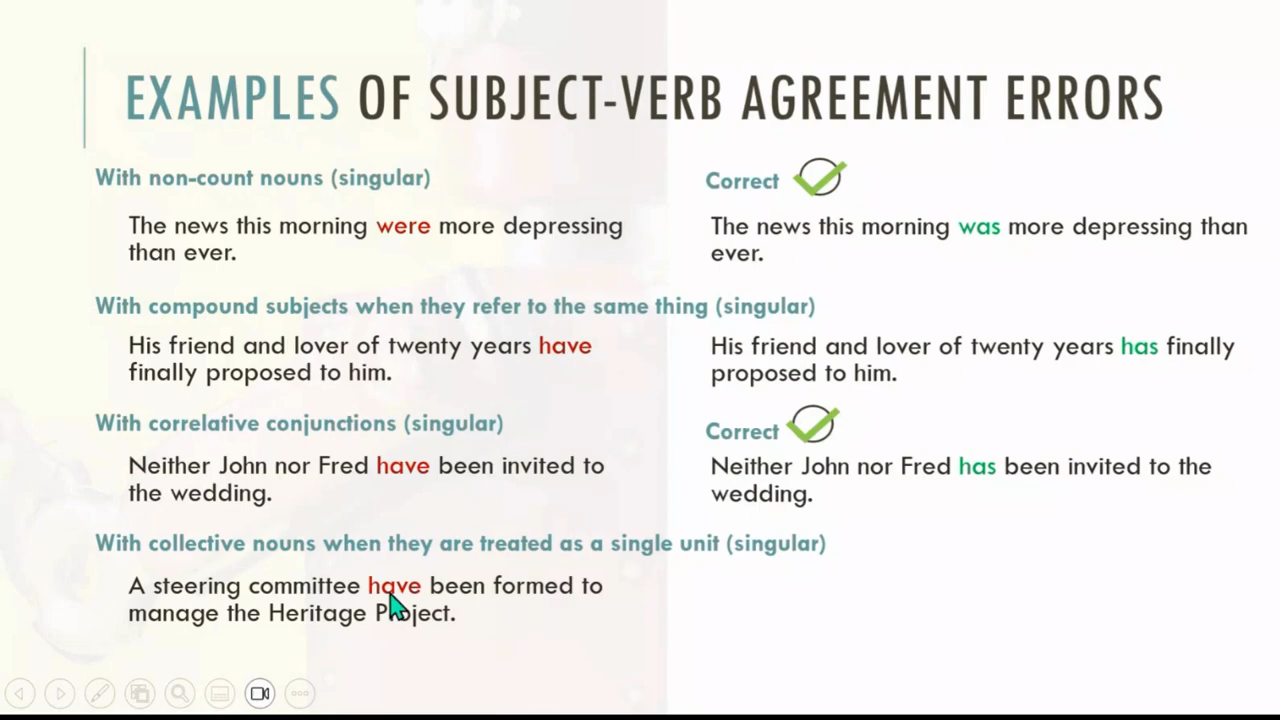 EXAMPLES OF SUBJECT-VERB AGREEMENT ERRORS
With non-count nouns (singular)
Correct
The news this morning were more depressing
than ever.
The news this morning was more depressing than
ever.
With compound subjects when they refer to the same thing (singular)
His friend and lover of twenty years have
finally proposed to him.
His friend and lover of twenty years has finally
proposed to him.
With correlative conjunctions (singular)
Correct
Neither John nor Fred have been invited to
the wedding.
Neither John nor Fred has been invited to the
wedding.
With collective nouns when they are treated as a single unit (singular)
A steering committee have been formed to
manage the Heritage Project.